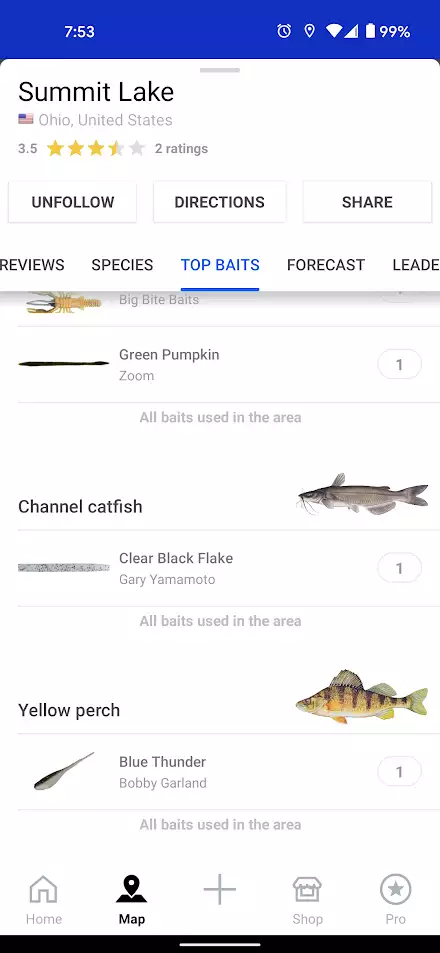 7:53
99%
Summit Lake
Ohio, United States
3.5 2 ratings
UNFOLLOW DIRECTIONS SHARE
REVIEWS SPECIES TOP BAITS FORECAST LEADE
Big Bite Baits
Green Pumpkin
Zoom
1
All baits used in the area
Channel catfish
Clear Black Flake
Gary Yamamoto
1
All baits used in the area
Yellow perch
Blue Thunder
Bobby Garland
1
All baits used in the area
Home Map Shop Pro